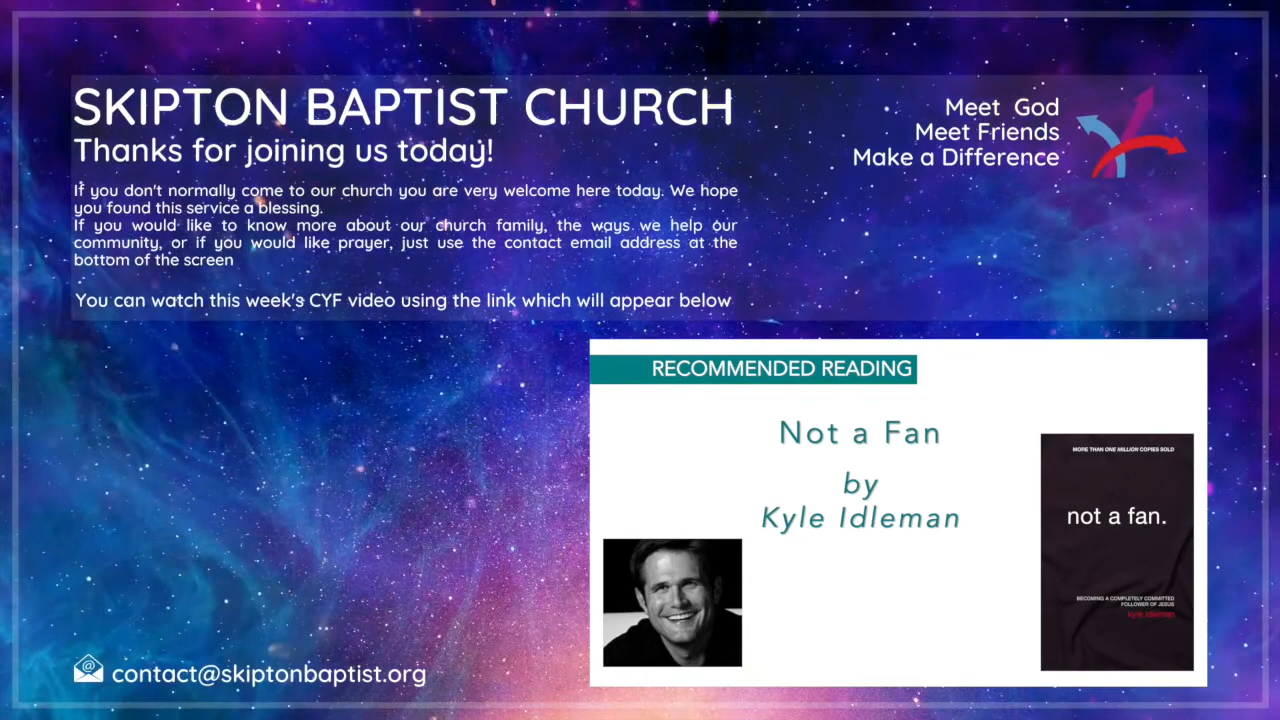 SKIPTON BAPTIST CHURCH
Thanks for joining us today!
If you don't normally come to our church you are very welcome here today. We hope
you found this service a blessing.
If you would like to know more about our church family, the ways we help our
community, or if you would like prayer, just use the contact email address at the
bottom of the screen
You can watch this week's CYF video using the link which will appear below
Meet God
Meet Friends
Make a Difference
RECOMMENDED READING
Not a Fan
by
Kyle Idleman
MORE THAN ONE MILLION COPIES SOLD
not a fan.
BECOMING A COMPLETELY COMMITTED
FOLLOWER OF JESUS
kyle idleman
@
contact@skiptonbaptist.org